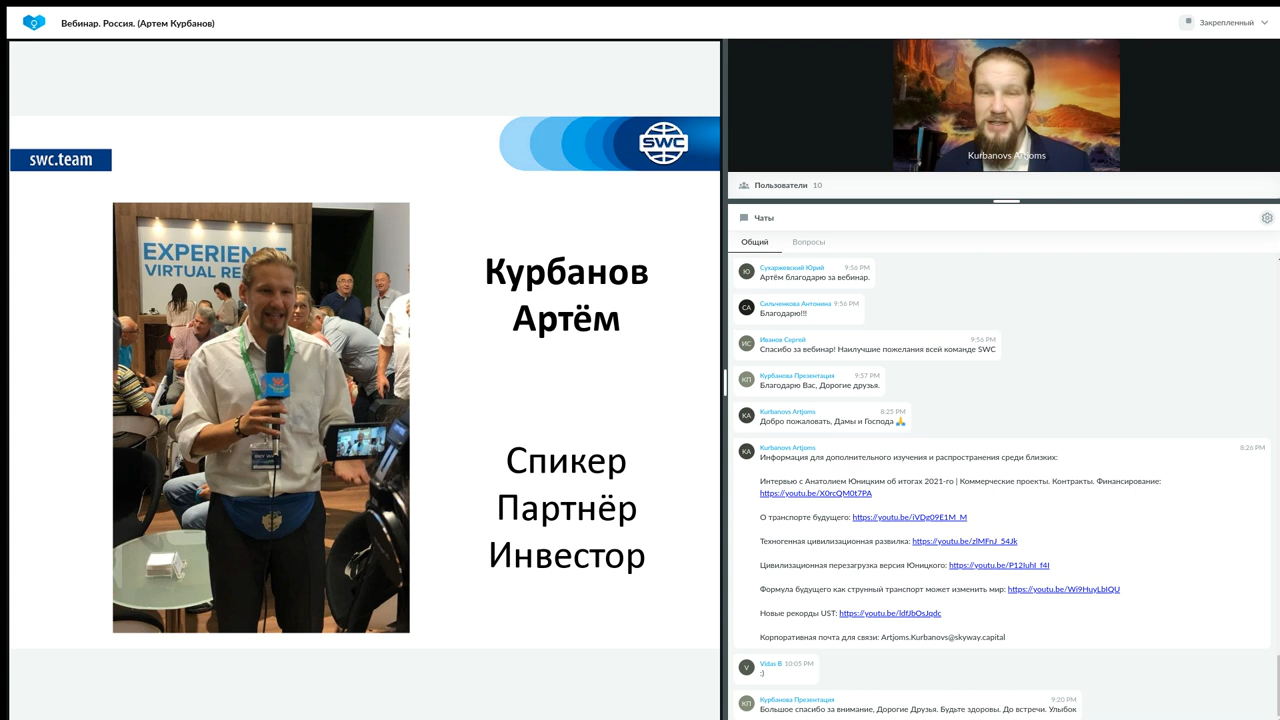 Вебинар. Россия. (Артем Курбанов)
Закрепленный
swc.team
SWC
EXPERIENCE
VIRTUAL RE
Курбанов
Артём
Спикер
Партнёр
Инвестор
Kurbanovs Artjoms
Пользователи 10
Чаты
Общий Вопросы
Ю Сухаржевский Юрий 9:56 PM
Артём благодарю за вебинар.
СА Сильченкова Антонина 9:56 PM
Благодарю!!!
ИС Иванов Сергей 9:56 PM
Спасибо за вебинар! Наилучшие пожелания всей команде SWC
КП Курбанова Презентация 9:57 PM
Благодарю Вас, Дорогие друзья.
KA Kurbanovs Artjoms 8:25 PM
Добро пожаловать, Дамы и Господа 🙏
KA Kurbanovs Artjoms 8:26 PM
Информация для дополнительного изучения и распространения среди близких:
Интервью с Анатолием Юницким об итогах 2021-го | Коммерческие проекты. Контракты. Финансирование:
https://youtu.be/X0rcQM0t7PA
О транспорте будущего: https://youtu.be/iVDg09E1M_M
Техногенная цивилизационная развилка: https://youtu.be/zlMFnJ_54Jk
Цивилизационная перезагрузка версия Юницкого: https://youtu.be/P12IuhI_f4I
Формула будущего как струнный транспорт может изменить мир: https://youtu.be/Wi9HuyLbIQU
Новые рекорды UST: https://youtu.be/ldfJbOsJqdc
Корпоративная почта для связи: Artjoms.Kurbanovs@skyway.capital
V Vidas B 10:05 PM
:)
КП Курбанова Презентация 9:20 PM
Большое спасибо за внимание, Дорогие Друзья. Будьте здоровы. До встречи. Улыбок